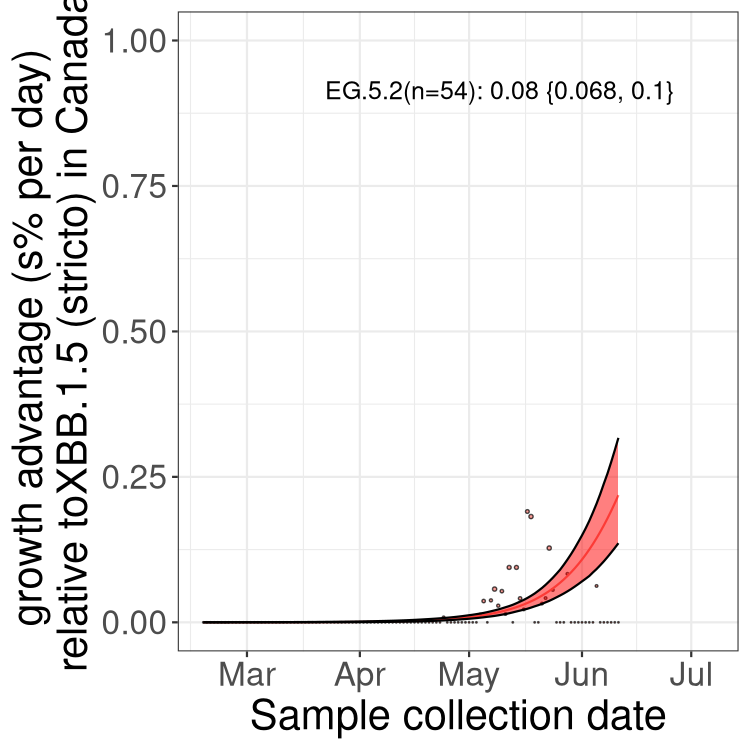 growth advantage (s% per day)
relative toXBB.1.5 (stricto) in Canada
1.00
0.75
0.50
0.25
0.00
EG.5.2(n=54): 0.08 {0.068, 0.1}
Mar Apr May Jun Jul
Sample collection date